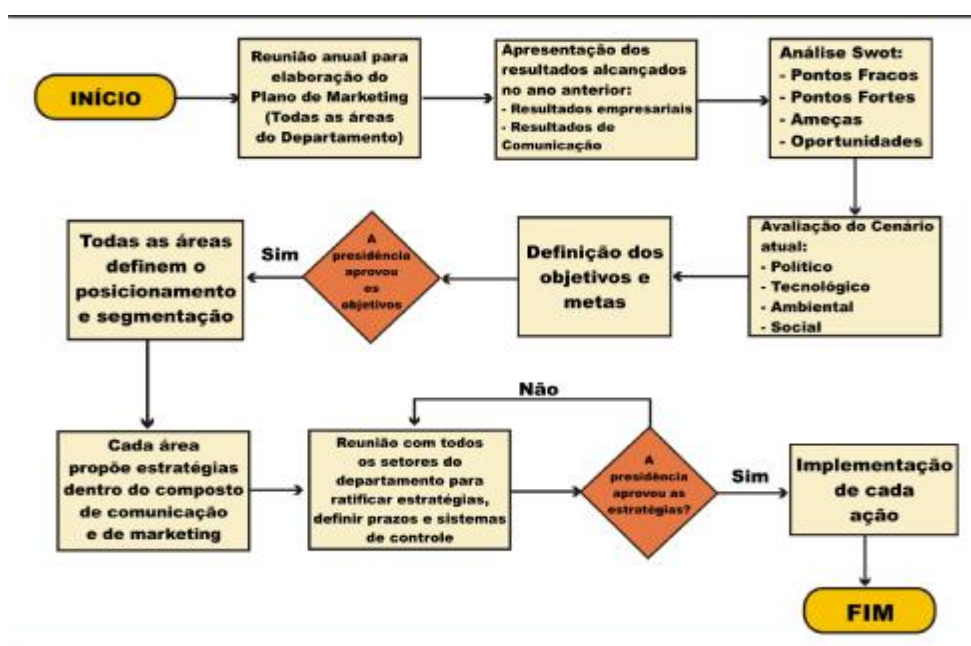 INÍCIO
Reunião anual para
elaboração do
Plano de Marketing
(Todas as áreas
do Departamento)
Apresentação dos
resultados alcançados
no ano anterior:
- Resultados empresariais
- Resultados de
Comunicação
Análise Swot:
- Pontos Fracos
- Pontos Fortes
- Ameças
- Oportunidades
Avaliação do Cenário
atual:
- Político
- Tecnológico
- Ambiental
- Social
Definição dos
objetivos e
metas
A
presidência
aprovou
os
objetivos
Sim
Todas as áreas
definem o
posicionamento
e segmentação
Cada área
propõe estratégias
dentro do composto
de comunicação
e de marketing
Reunião com todos
os setores do
departamento para
ratificar estratégias,
definir prazos e sistemas
de controle
Não
A
presidência
aprovou as
estratégias?
Sim
Implementação
de cada
ação
FIM